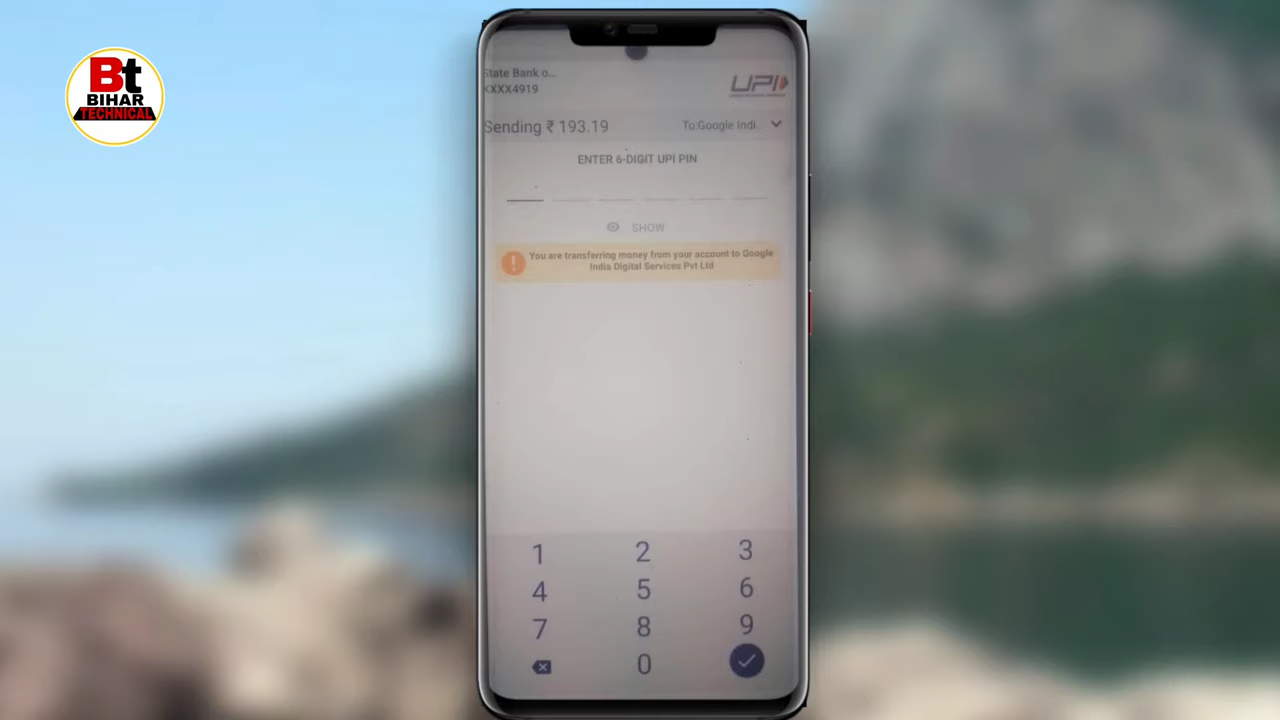 Bt
BIHAR
TECHNICAL
State Bank o...
XXXX4919
UPI
Sending ₹ 193.19
To:Google Indi...
ENTER 6-DIGIT UPI PIN
SHOW
You are transferring money from your account to Google
India Digital Services Pvt Ltd
1 2 3
4 5 6
7 8 9
0